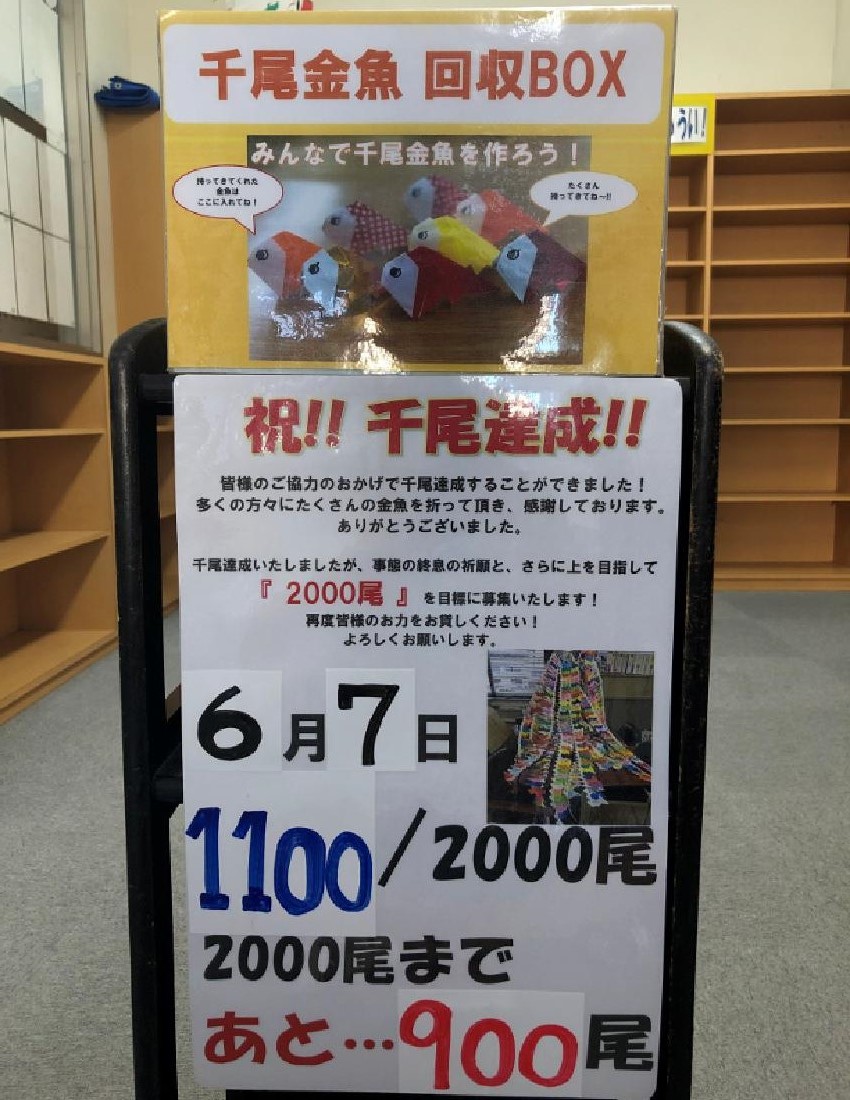 千尾金魚 回収BOX
うい!
みんなで千尾金魚を作ろう!
持ってきてくれた
金魚は
ここに入れてね!
たくさん
持ってきてね〜!!
祝!! 千尾達成!!
皆様のご協力のおかげで千尾達成することができました!
多くの方々にたくさんの金魚を折って頂き、感謝しております。
ありがとうございました。
千尾達成いたしましたが、事態の終息の祈願と、さらに上を目指して
『 2000尾 』を目標に募集いたします!
再度皆様のお力をお貸しください!
よろしくお願いします。
6月7日
1100/2000尾
2000尾まで
あと…900尾